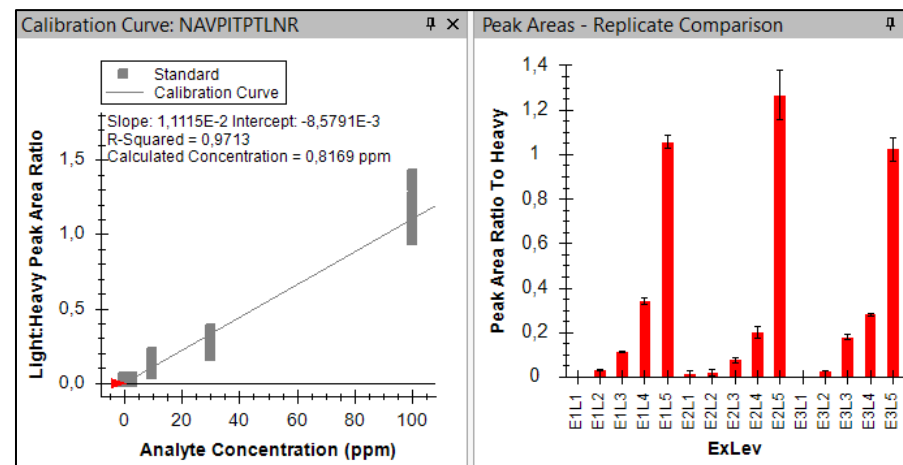 Calibration Curve: NAVPITPTLNR
Standard
Calibration Curve
Slope: 1,1115E-2 Intercept: -8,5791E-3
R-Squared = 0,9713
Calculated Concentration = 0,8169 ppm
Light:Heavy Peak Area Ratio
1,5
1,0
0,5
0,0
0 20 40 60 80 100
Analyte Concentration (ppm)
Peak Areas - Replicate Comparison
Peak Area Ratio To Heavy
1,4
1,2
1
0,8
0,6
0,4
0,2
0
E1L1 E1L2 E1L3 E1L4 E1L5 E2L1 E2L2 E2L3 E2L4 E2L5 E3L1 E3L2 E3L3 E3L4 E3L5
ExLev